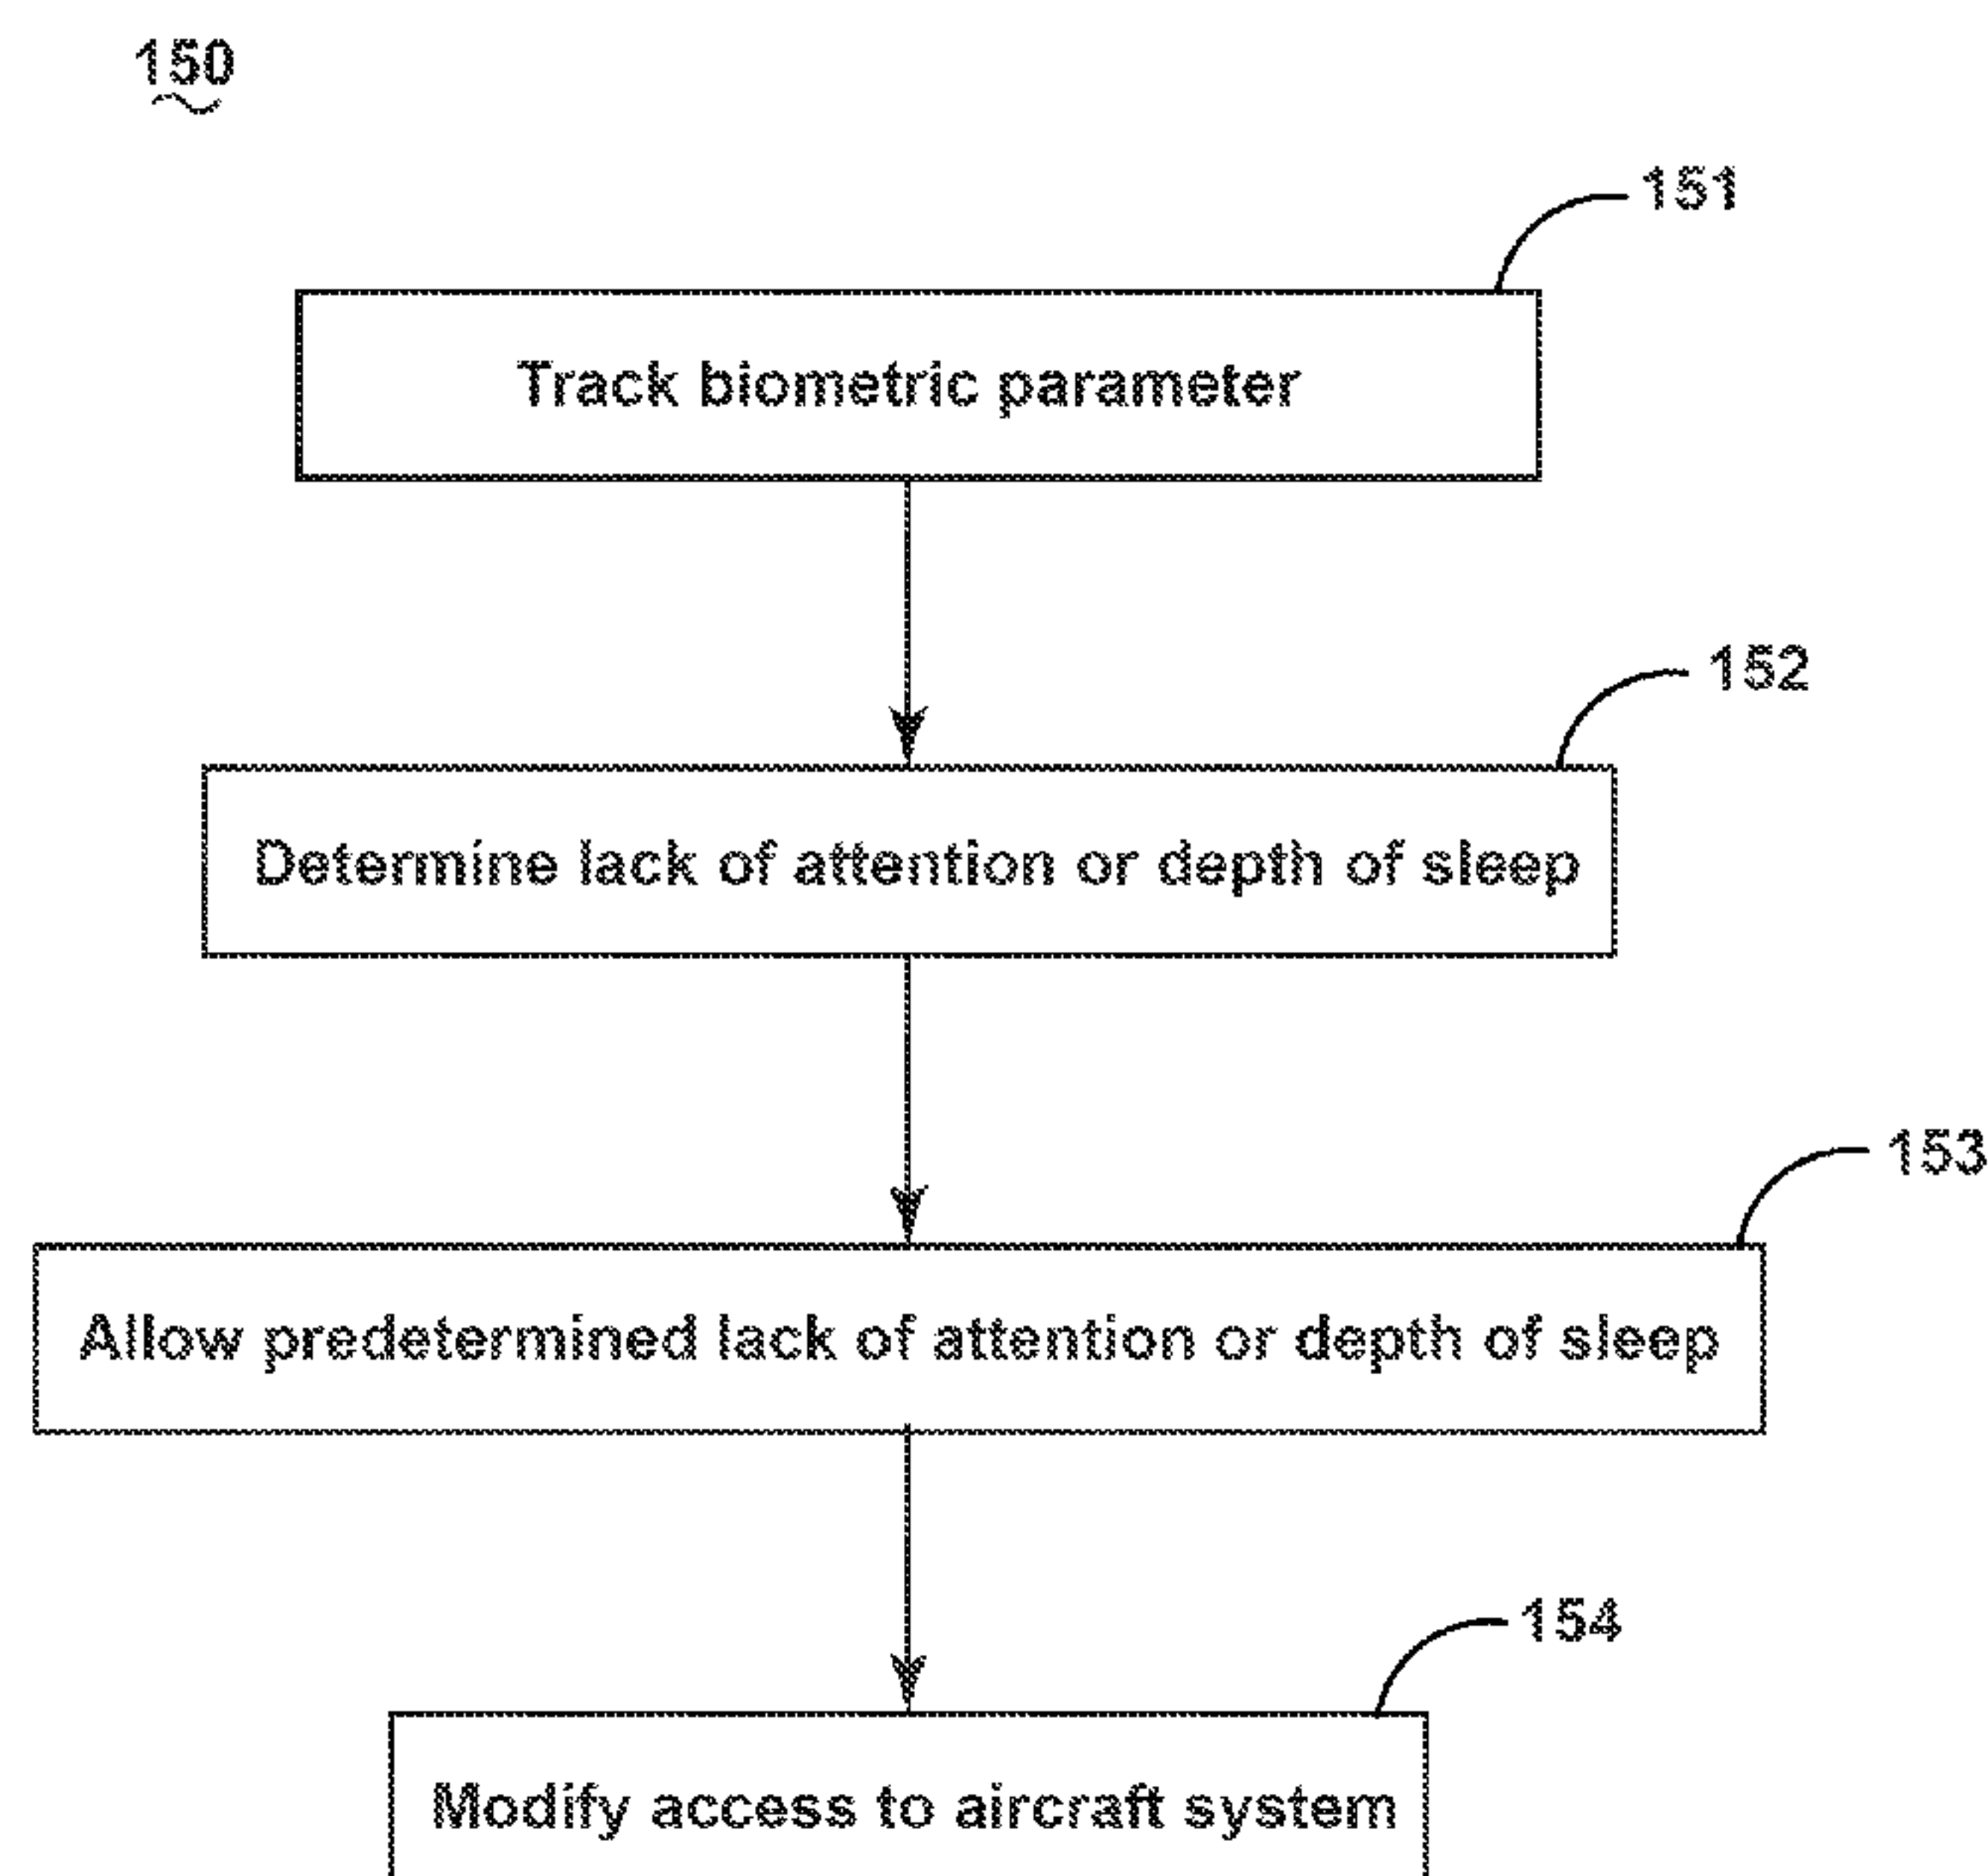 150
151
Track biometric parameter
152
Determine lack of attention or depth of sleep
153
Allow predetermined lack of attention or depth of sleep
154
Modify access to aircraft system